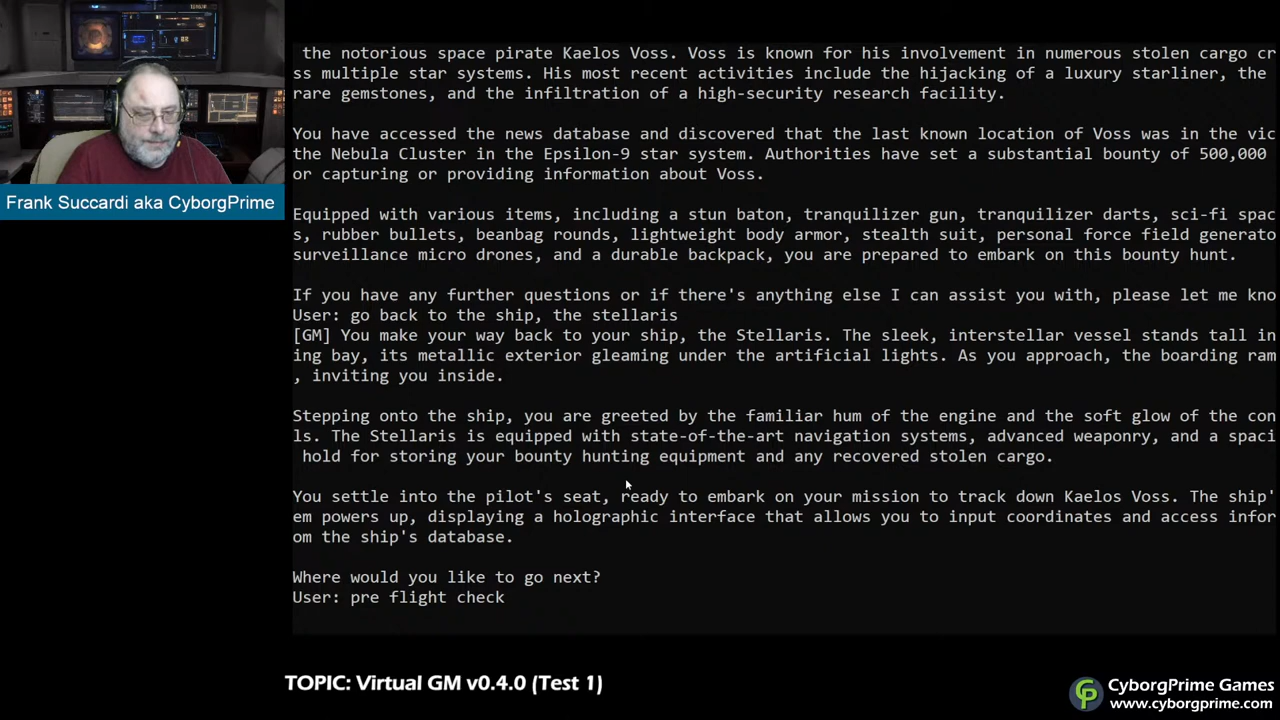 the notorious space pirate Kaelos Voss. Voss is known for his involvement in numerous stolen cargo cr
ss multiple star systems. His most recent activities include the hijacking of a luxury starliner, the
rare gemstones, and the infiltration of a high-security research facility.
You have accessed the news database and discovered that the last known location of Voss was in the vic
the Nebula Cluster in the Epsilon-9 star system. Authorities have set a substantial bounty of 500,000
or capturing or providing information about Voss.
Equipped with various items, including a stun baton, tranquilizer gun, tranquilizer darts, sci-fi spac
s, rubber bullets, beanbag rounds, lightweight body armor, stealth suit, personal force field generato
surveillance micro drones, and a durable backpack, you are prepared to embark on this bounty hunt.
If you have any further questions or if there's anything else I can assist you with, please let me kno
User: go back to the ship, the stellaris
[GM] You make your way back to your ship, the Stellaris. The sleek, interstellar vessel stands tall in
ing bay, its metallic exterior gleaming under the artificial lights. As you approach, the boarding ram
, inviting you inside.
Stepping onto the ship, you are greeted by the familiar hum of the engine and the soft glow of the con
ls. The Stellaris is equipped with state-of-the-art navigation systems, advanced weaponry, and a spaci
hold for storing your bounty hunting equipment and any recovered stolen cargo.
You settle into the pilot's seat, ready to embark on your mission to track down Kaelos Voss. The ship'
em powers up, displaying a holographic interface that allows you to input coordinates and access infor
om the ship's database.
Where would you like to go next?
User: pre flight check
Frank Succardi aka CyborgPrime
TOPIC: Virtual GM v0.4.0 (Test 1)
CyborgPrime Games
www.cyborgprime.com